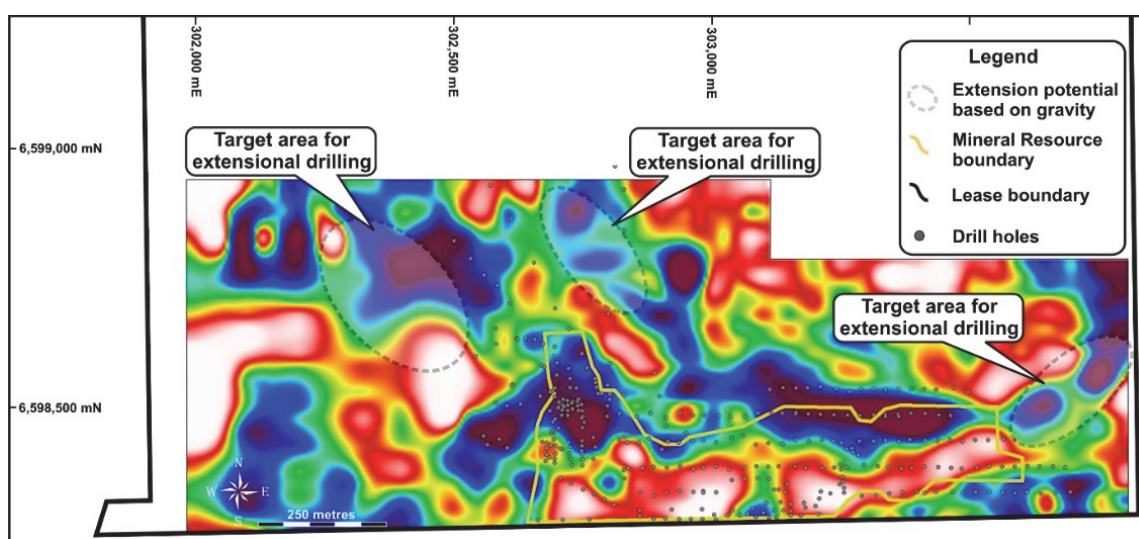 302,000 mE
302,500 mE
303,000 mE
6,599,000 mN
6,598,500 mN
Target area for
extensional drilling
Target area for
extensional drilling
Target area for
extensional drilling
Legend
Extension potential
based on gravity
Mineral Resource
boundary
Lease boundary
Drill holes
N
W
E
S
250 metres